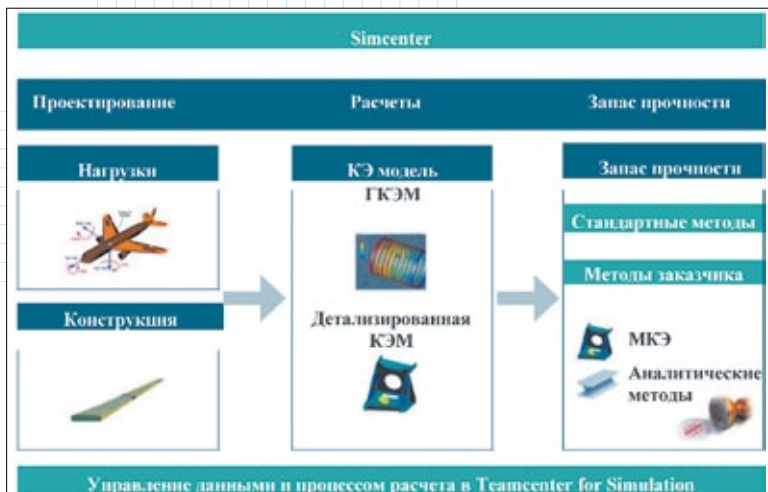 Simcenter
Проектирование
Расчеты
Запас прочности
Нагрузки
КЭ модель
ГКЭМ
Запас прочности
Стандартные методы
Методы заказчика
Конструкция
Детализированная
КЭМ
МКЭ
Аналитические
методы
Управление данными и процессом расчета в Teamcenter for Simulation